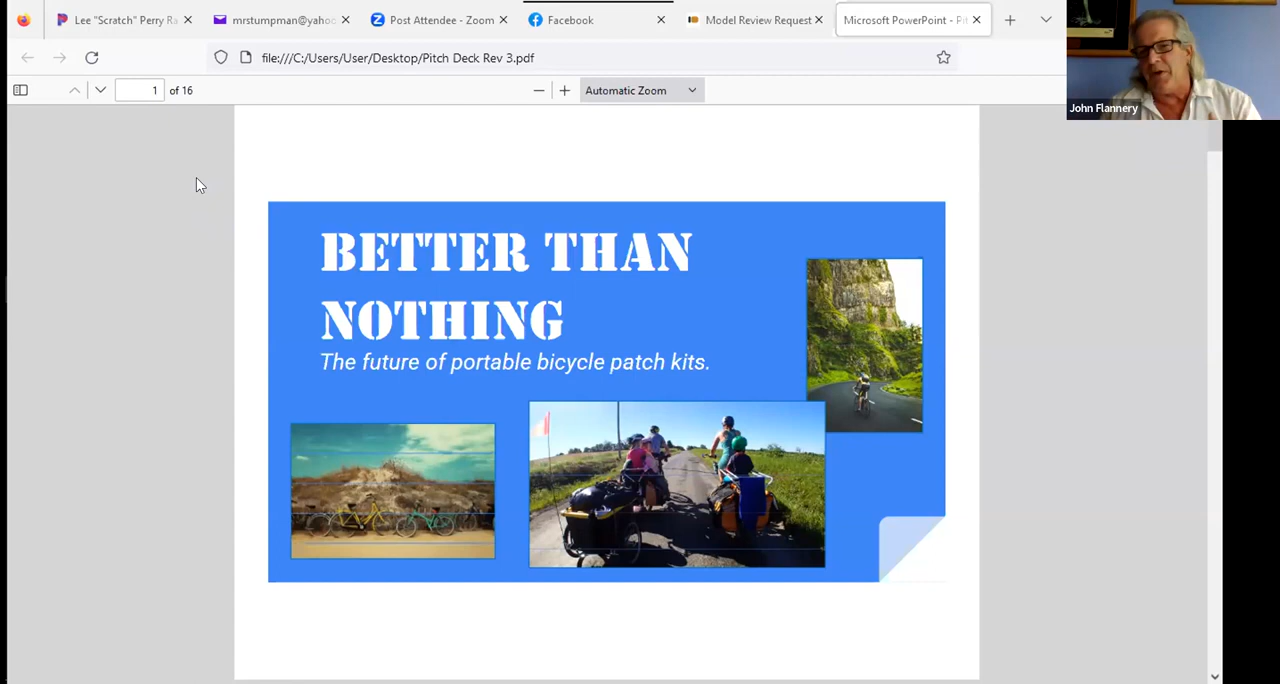 Lee "Scratch" Perry Ra
mrstumpman@yahoo
Post Attendee - Zoom
Facebook
Model Review Request
Microsoft PowerPoint - Pi
file:///C:/Users/User/Desktop/Pitch Deck Rev 3.pdf
1 of 16
Automatic Zoom
John Flannery
BETTER THAN
NOTHING
The future of portable bicycle patch kits.